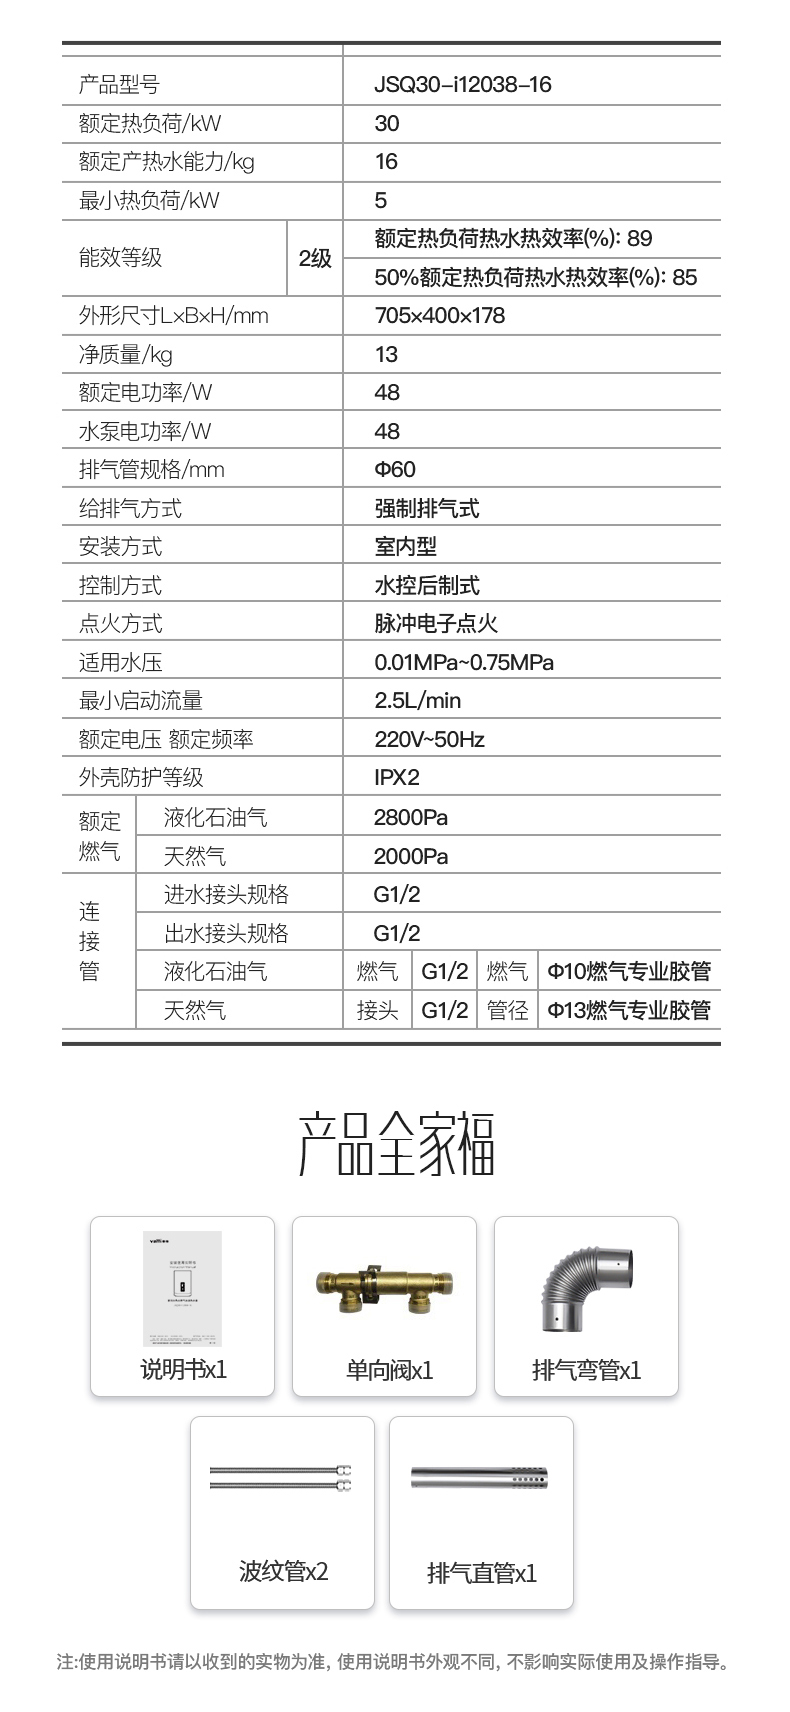 产品型号 JSQ30-i12038-16
额定热负荷/kW 30
额定产热水能力/kg 16
最小热负荷/kW 5
能效等级 2级 额定热负荷热水热效率(%): 89
50%额定热负荷热水热效率(%): 85
外形尺寸L×B×H/mm 705×400×178
净质量/kg 13
额定电功率/W 48
水泵电功率/W 48
排气管规格/mm Φ60
给排气方式 强制排气式
安装方式 室内型
控制方式 水控后制式
点火方式 脉冲电子点火
适用水压 0.01MPa~0.75MPa
最小启动流量 2.5L/min
额定电压 额定频率 220V~50Hz
外壳防护等级 IPX2
额定燃气 液化石油气 2800Pa
天然气 2000Pa
连接管 进水接头规格 G1/2
出水接头规格 G1/2
液化石油气 燃气 G1/2 燃气 Φ10燃气专业胶管
天然气 接头 G1/2 管径 Φ13燃气专业胶管
产品全家福
说明书x1
单向阀x1
排气弯管x1
波纹管x2
排气直管x1
注:使用说明书请以收到的实物为准, 使用说明书外观不同, 不影响实际使用及操作指导。